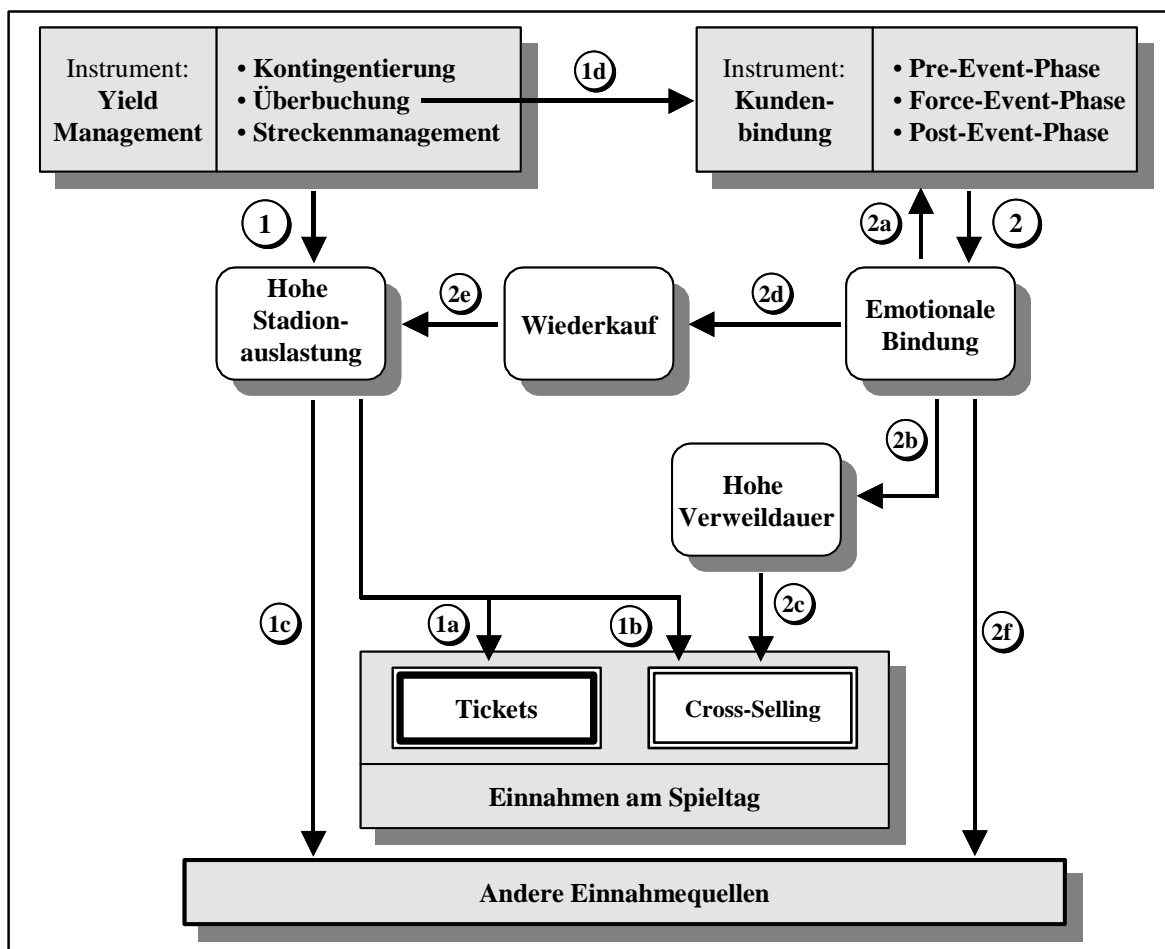 Instrument:
Yield
Management
• Kontingentierung
• Überbuchung
• Streckenmanagement
1d
Instrument:
Kunden-
bindung
• Pre-Event-Phase
• Force-Event-Phase
• Post-Event-Phase
1
2a
2
Hohe
Stadion-
auslastung
2e
Wiederkauf
2d
Emotionale
Bindung
2b
Hohe
Verweildauer
1c
1a
1b
2c
2f
Tickets
Cross-Selling
Einnahmen am Spieltag
Andere Einnahmequellen